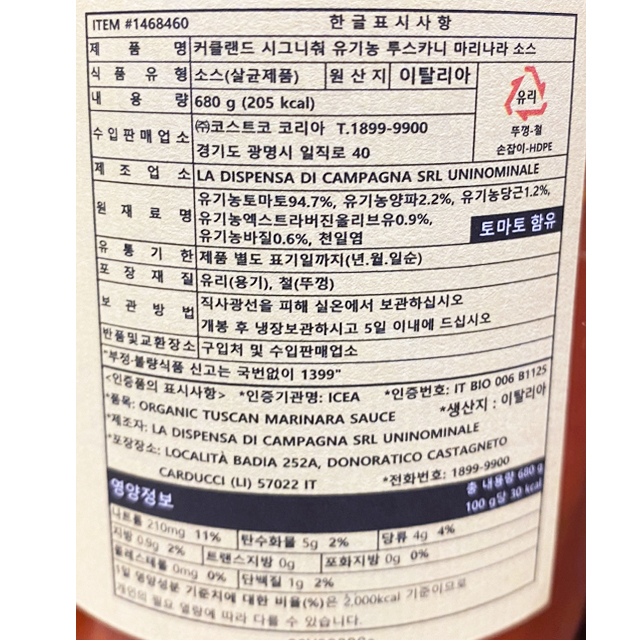 ITEM #1468460 한글표시사항
제품명 커클랜드 시그니춰 유기농 투스카니 마리나라 소스
식품유형 소스(살균제품) 원산지 이탈리아
내용량 680 g (205 kcal)
유리
뚜껑-철
손잡이-HDPE
수입판매업소 ㈜코스트코 코리아 T.1899-9900
경기도 광명시 일직로 40
제조업소 LA DISPENSA DI CAMPAGNA SRL UNINOMINALE
원재료명 유기농토마토94.7%, 유기농양파2.2%, 유기농당근1.2%,
유기농엑스트라버진올리브유0.9%,
유기농바질0.6%, 천일염
토마토 함유
유통기한 제품 별도 표기일까지(년.월.일순)
포장재질 유리(용기), 철(뚜껑)
보관방법 직사광선을 피해 실온에서 보관하십시오
개봉 후 냉장보관하시고 5일 이내에 드십시오
반품및교환장소 구입처 및 수입판매업소
"부정·불량식품 신고는 국번없이 1399"
<인증품의 표시사항> *인증기관명: ICEA *인증번호: IT BIO 006 B1125
*품목: ORGANIC TUSCAN MARINARA SAUCE *생산지 : 이탈리아
*제조자: LA DISPENSA DI CAMPAGNA SRL UNINOMINALE
*포장장소: LOCALITÀ BADIA 252A, DONORATICO CASTAGNETO
CARDUCCI (LI) 57022 IT *전화번호: 1899-9900
영양정보 총 내용량 680 g
100 g당 30 kcal
나트륨 210mg 11% 탄수화물 5g 2% 당류 4g 4%
지방 0.9g 2% 트랜스지방 0g 포화지방 0g 0%
콜레스테롤 0mg 0% 단백질 1g 2%
1일 영양성분 기준치에 대한 비율(%)은 2,000kcal 기준이므로
개인의 필요 열량에 따라 다를 수 있습니다.